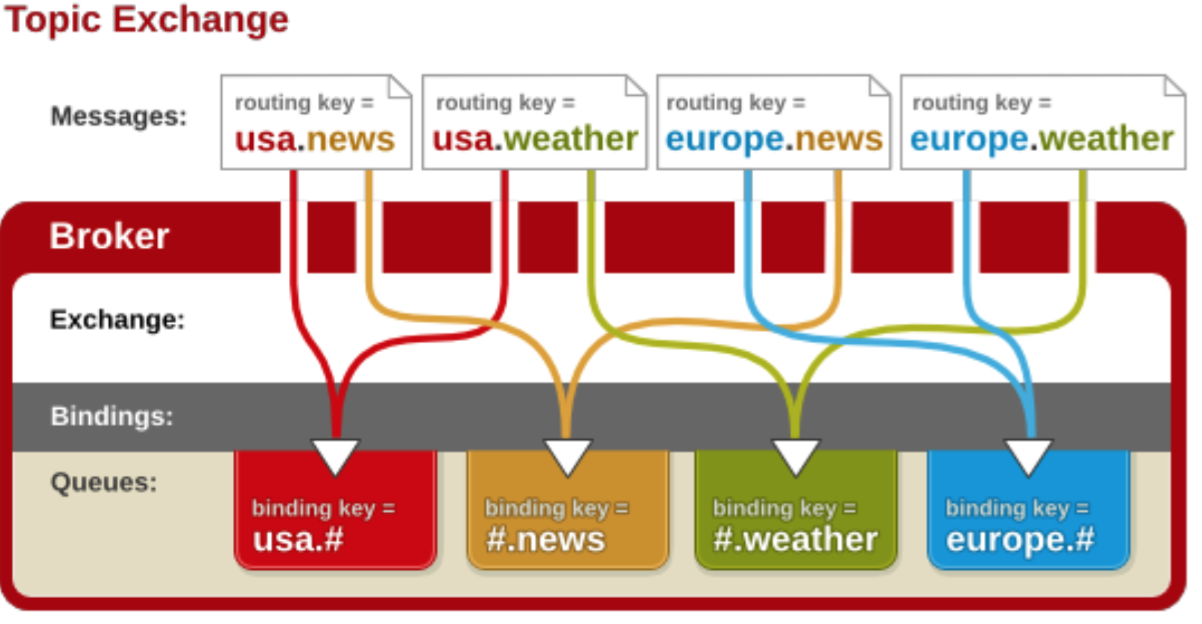 Topic Exchange
Messages:
routing key =
usa.news
routing key =
usa.weather
routing key =
europe.news
routing key =
europe.weather
Broker
Exchange:
Bindings:
Queues:
binding key =
usa.#
binding key =
#.news
binding key =
#.weather
binding key =
europe.#